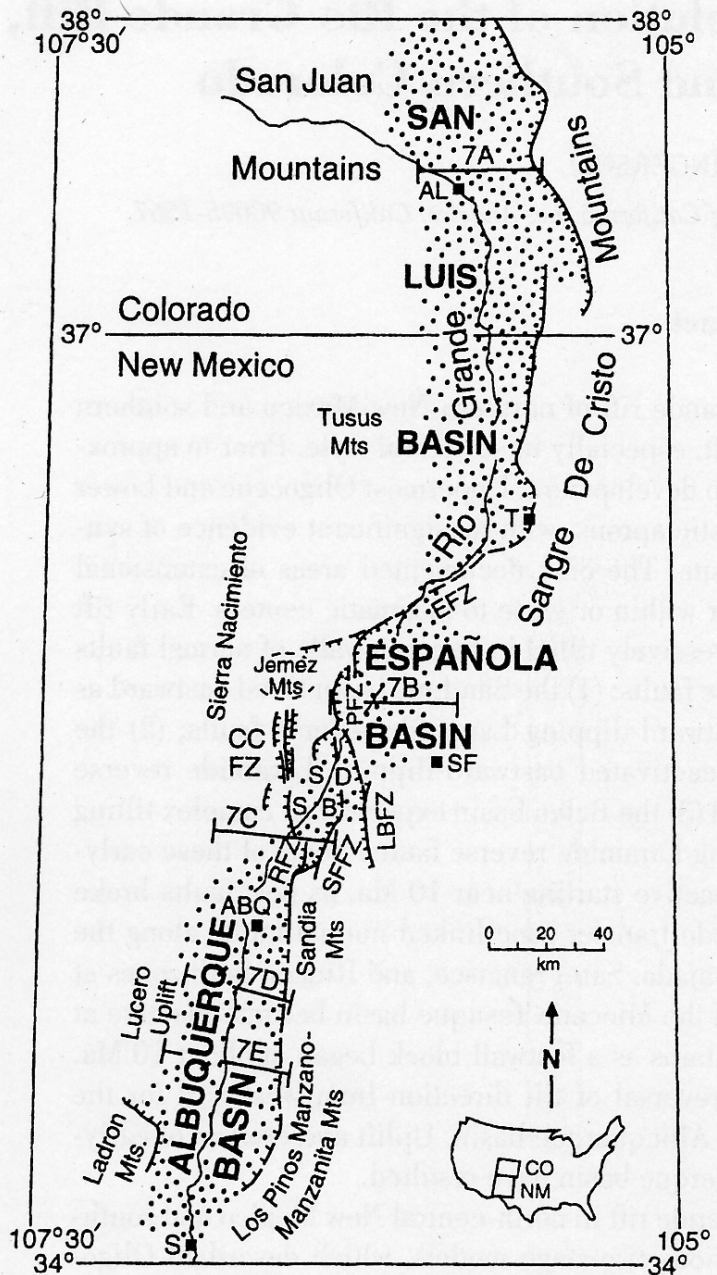 38°
38°
107°30'
105°
San Juan
SAN
Mountains
7A
AL
Mountains
LUIS
Colorado
37°
37°
New Mexico
Grande
Tusus
Mts
BASIN
De Cristo
T
Rio
Sangre
EFZ
Sierra Nacimiento
Jemez
Mts
ESPAÑOLA
PFZ
7B
BASIN
CC
FZ
SF
S D
S B
7C
LBFZ
SFFZ
ABQ
Sandia
Mts
0 20 40
km
Lucero
Uplift
7D
ALBUQUERQUE
BASIN
7E
N
Ladron
Mts.
Los Pinos Manzano-
Manzanita Mts
CO
NM
S
107°30
105°
34°
34°